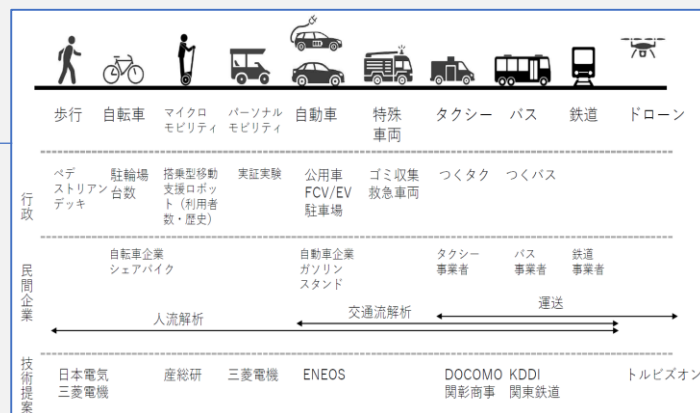 歩行
自転車
マイクロ
モビリティ
パーソナル
モビリティ
自動車
特殊
車両
タクシー
バス
鉄道
ドローン
行政
ペデ
ストリアン
デッキ
駐輪場
台数
搭乗型移動
支援ロボッ
ト（利用者
数・歴史）
実証実験
公用車
FCV/EV
駐車場
ゴミ収集
救急車両
つくタク
つくバス
民間企業
自転車企業
シェアバイク
自動車企業
ガソリン
スタンド
タクシー
事業者
バス
事業者
鉄道
事業者
人流解析
交通流解析
運送
技術提案
日本電気
三菱電機
産総研
三菱電機
ENEOS
DOCOMO
関彰商事
KDDI
関東鉄道
トルビズオン